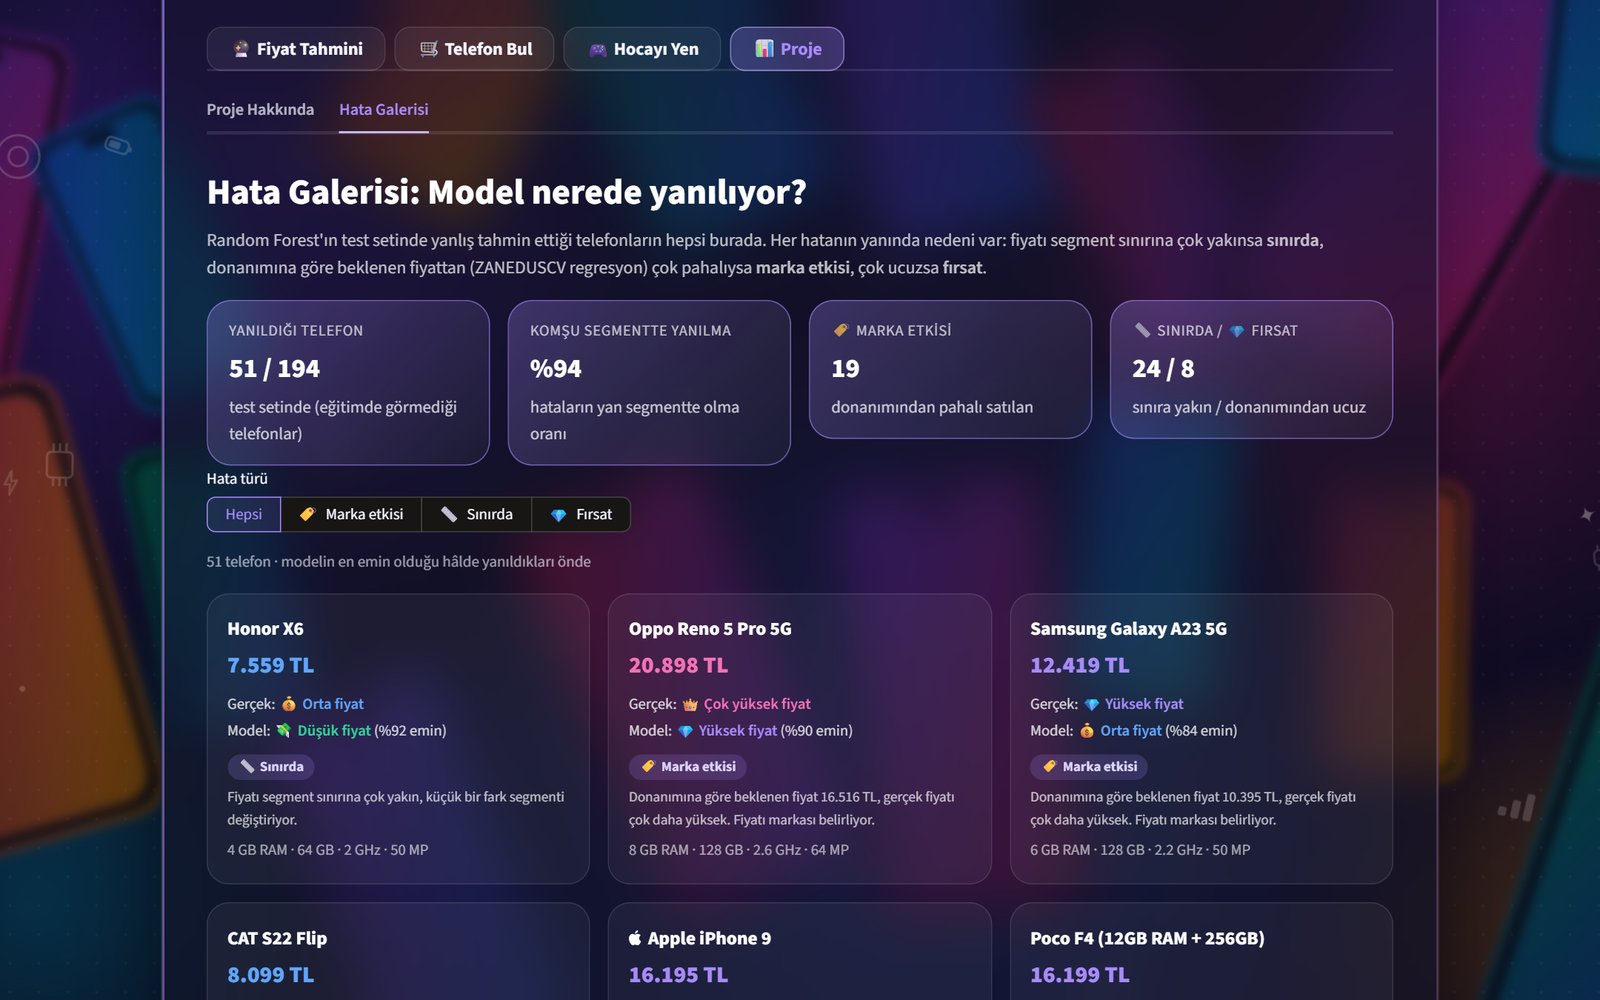 Fiyat Tahmini
Telefon Bul
Hocayı Yen
Proje
Proje Hakkında
Hata Galerisi
Hata Galerisi: Model nerede yanılıyor?
Random Forest'ın test setinde yanlış tahmin ettiği telefonların hepsi burada. Her hatanın yanında nedeni var: fiyatı segment sınırına çok yakınsa sınırda,
donanımına göre beklenen fiyattan (ZANEDUSCV regresyon) çok pahalıysa marka etkisi, çok ucuzsa fırsat.
YANILDIĞI TELEFON
51 / 194
test setinde (eğitimde görmediği
telefonlar)
KOMŞU SEGMENTTE YANILMA
%94
hataların yan segmentte olma
oranı
MARKA ETKİSİ
19
donanımından pahalı satılan
SINIRDA / FIRSAT
24 / 8
sınıra yakın / donanımından ucuz
Hata türü
Hepsi
Marka etkisi
Sınırda
Fırsat
51 telefon · modelin en emin olduğu hâlde yanıldıkları önde
Honor X6
7.559 TL
Gerçek: Orta fiyat
Model: Düşük fiyat (%92 emin)
Sınırda
Fiyatı segment sınırına çok yakın, küçük bir fark segmenti
değiştiriyor.
4 GB RAM · 64 GB · 2 GHz · 50 MP
Oppo Reno 5 Pro 5G
20.898 TL
Gerçek: Çok yüksek fiyat
Model: Yüksek fiyat (%90 emin)
Marka etkisi
Donanımına göre beklenen fiyat 16.516 TL, gerçek fiyatı
çok daha yüksek. Fiyatı markası belirliyor.
8 GB RAM · 128 GB · 2.6 GHz · 64 MP
Samsung Galaxy A23 5G
12.419 TL
Gerçek: Yüksek fiyat
Model: Orta fiyat (%84 emin)
Marka etkisi
Donanımına göre beklenen fiyat 10.395 TL, gerçek fiyatı
çok daha yüksek. Fiyatı markası belirliyor.
6 GB RAM · 128 GB · 2.2 GHz · 50 MP
CAT S22 Flip
8.099 TL
Apple iPhone 9
16.195 TL
Poco F4 (12GB RAM + 256GB)
16.199 TL